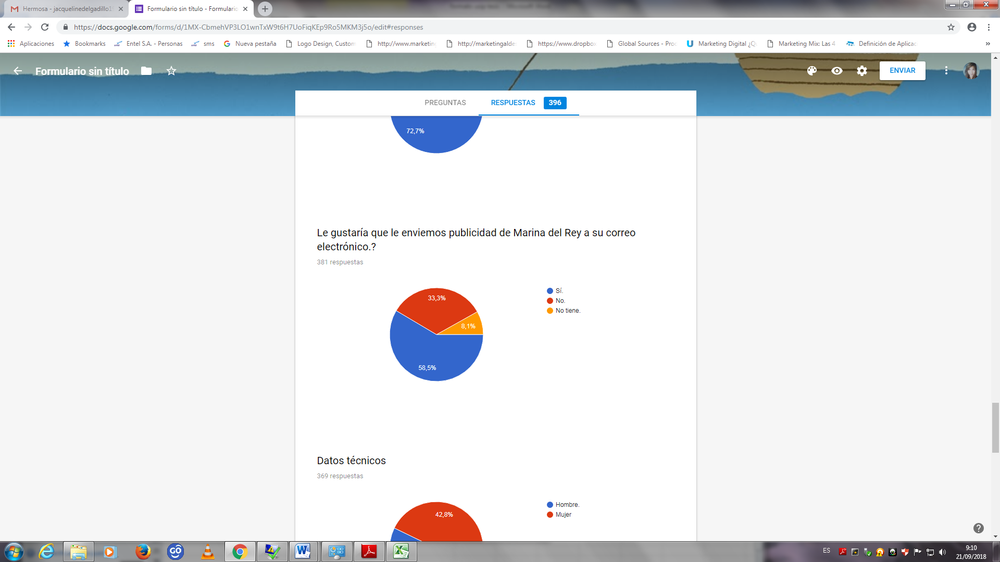 Hermosa - jacquelinedelgadillo19
Formulario sin título - Formulario
https://docs.google.com/forms/d/1MX-CbmehVP3LO1wnTxW9t6H7UoFiqKEp9Ro5MKM3j5o/edit#responses
Aplicaciones
Bookmarks
Entel S.A. - Personas
sms
Nueva pestaña
Logo Design, Custom
http://www.marketing
http://marketingalde
https://www.dropbox
Global Sources - Pro
Marketing Digital ¿Q
Marketing Mix: Las 4
Definición de Aplicac
»
Formulario sin título
ENVIAR
PREGUNTAS
RESPUESTAS
396
72,7%
Le gustaría que le enviemos publicidad de Marina del Rey a su correo
electrónico.?
381 respuestas
33,3%
8,1%
58,5%
Sí.
No.
No tiene.
Datos técnicos
369 respuestas
42,8%
Hombre.
Mujer
GO
ES
9:10
21/09/2018